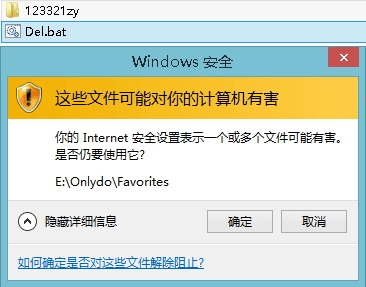 123321zy
Del.bat
Windows 安全
这些文件可能对你的计算机有害
你的 Internet 安全设置表示一个或多个文件可能有害。
是否仍要使用它?
E:\Onlydo\Favorites
隐藏详细信息
确定
取消
如何确定是否对这些文件解除阻止?